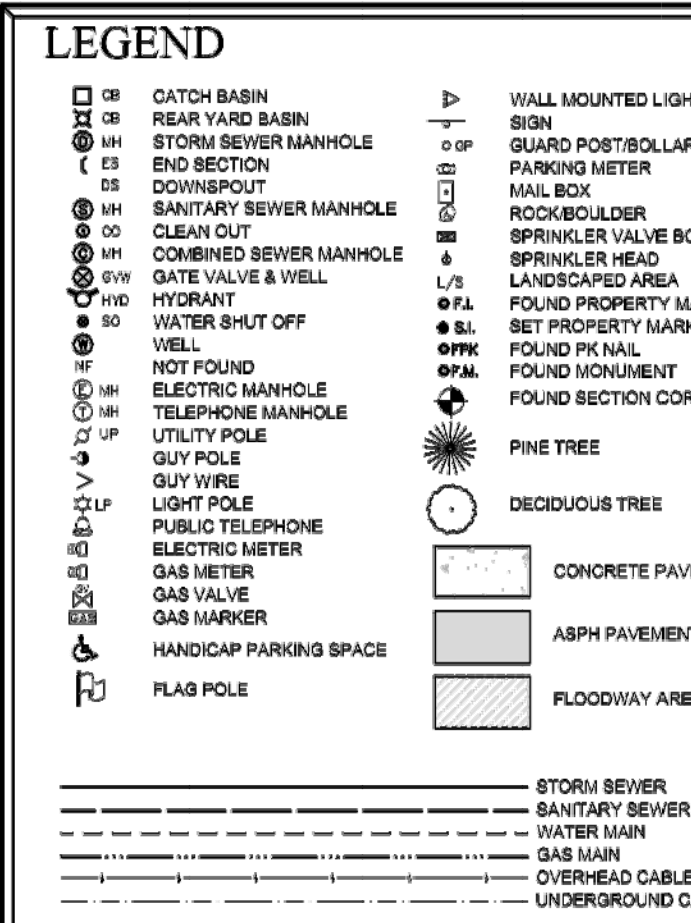 LEGEND
CB CATCH BASIN
CB REAR YARD BASIN
D MH STORM SEWER MANHOLE
ES END SECTION
DS DOWNSPOUT
S MH SANITARY SEWER MANHOLE
CO CLEAN OUT
C MH COMBINED SEWER MANHOLE
GVW GATE VALVE & WELL
HYD HYDRANT
SO WATER SHUT OFF
W WELL
NF NOT FOUND
E MH ELECTRIC MANHOLE
T MH TELEPHONE MANHOLE
UP UTILITY POLE
GUY POLE
GUY WIRE
LP LIGHT POLE
PUBLIC TELEPHONE
ELECTRIC METER
GAS METER
GAS VALVE
GAS GAS MARKER
HANDICAP PARKING SPACE
FLAG POLE
WALL MOUNTED LIGH
SIGN
GP GUARD POST/BOLLAR
PARKING METER
MAIL BOX
ROCK/BOULDER
SPRINKLER VALVE BO
SPRINKLER HEAD
L/S LANDSCAPED AREA
F.I. FOUND PROPERTY MA
S.I. SET PROPERTY MARK
FPK FOUND PK NAIL
F.M. FOUND MONUMENT
FOUND SECTION COR
PINE TREE
DECIDUOUS TREE
CONCRETE PAV
ASPH PAVEMENT
FLOODWAY ARE
STORM SEWER
SANITARY SEWER
WATER MAIN
GAS MAIN
OVERHEAD CABLE
UNDERGROUND C